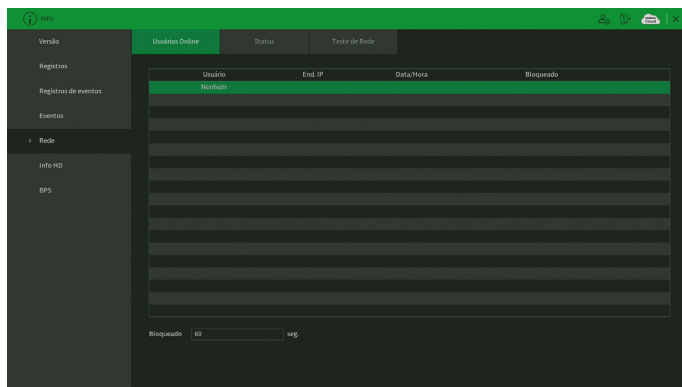 Info
Versão
Registros
Registros de eventos
Eventos
> Rede
Info HD
BPS
Usuários Online Status Teste de Rede
Usuário End. IP Data/Hora Bloqueado
Nenhum
Bloqueado 60 seg.